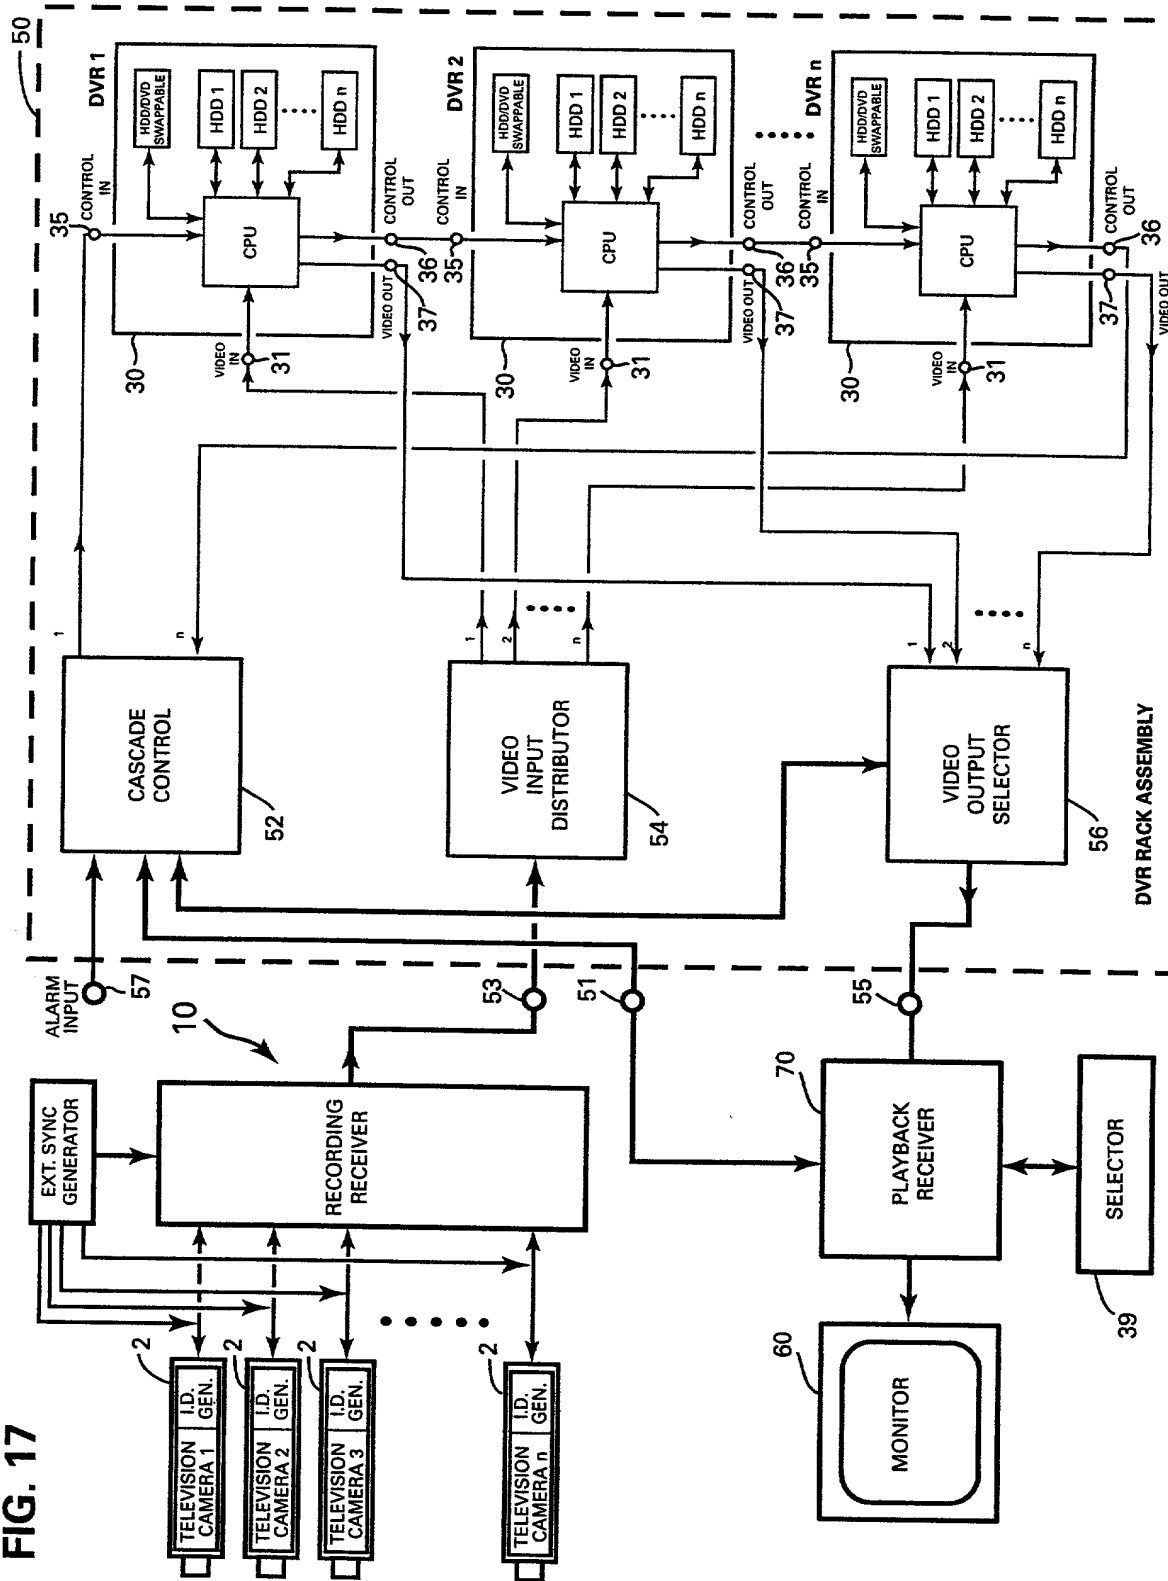 FIG. 17
50
EXT. SYNC
GENERATOR
ALARM
INPUT
57
10
2
TELEVISION
CAMERA 1
I.D.
GEN.
2
TELEVISION
CAMERA 2
I.D.
GEN.
2
TELEVISION
CAMERA 3
I.D.
GEN.
2
TELEVISION
CAMERA n
I.D.
GEN.
RECORDING
RECEIVER
53
51
55
60
MONITOR
70
PLAYBACK
RECEIVER
SELECTOR
39
CASCADE
CONTROL
52
1
n
VIDEO
INPUT
DISTRIBUTOR
54
1
2
n
VIDEO
OUTPUT
SELECTOR
56
1
2
n
DVR RACK ASSEMBLY
DVR 1
35
CONTROL
IN
HDD/DVD
SWAPPABLE
HDD 1
HDD 2
HDD n
CPU
30
VIDEO
IN
31
CONTROL
OUT
36
VIDEO OUT
37
DVR 2
CONTROL
IN
35
HDD/DVD
SWAPPABLE
HDD 1
HDD 2
HDD n
CPU
30
VIDEO
IN
31
CONTROL
OUT
36
VIDEO OUT
37
DVR n
CONTROL
IN
35
HDD/DVD
SWAPPABLE
HDD 1
HDD 2
HDD n
CPU
30
VIDEO
IN
31
CONTROL
OUT
36
37
VIDEO OUT